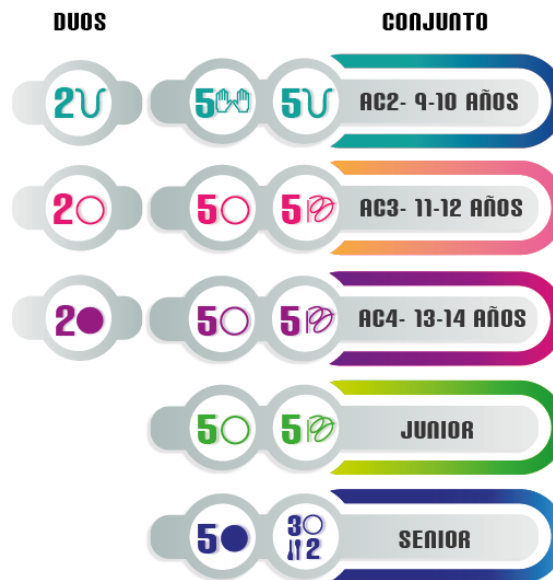 DUOS CONJUNTO
2 5 5 AC2- 9-10 AÑOS
2 5 5 AC3- 11-12 AÑOS
2 5 5 AC4- 13-14 AÑOS
5 5 JUNIOR
5 3 2 SENIOR